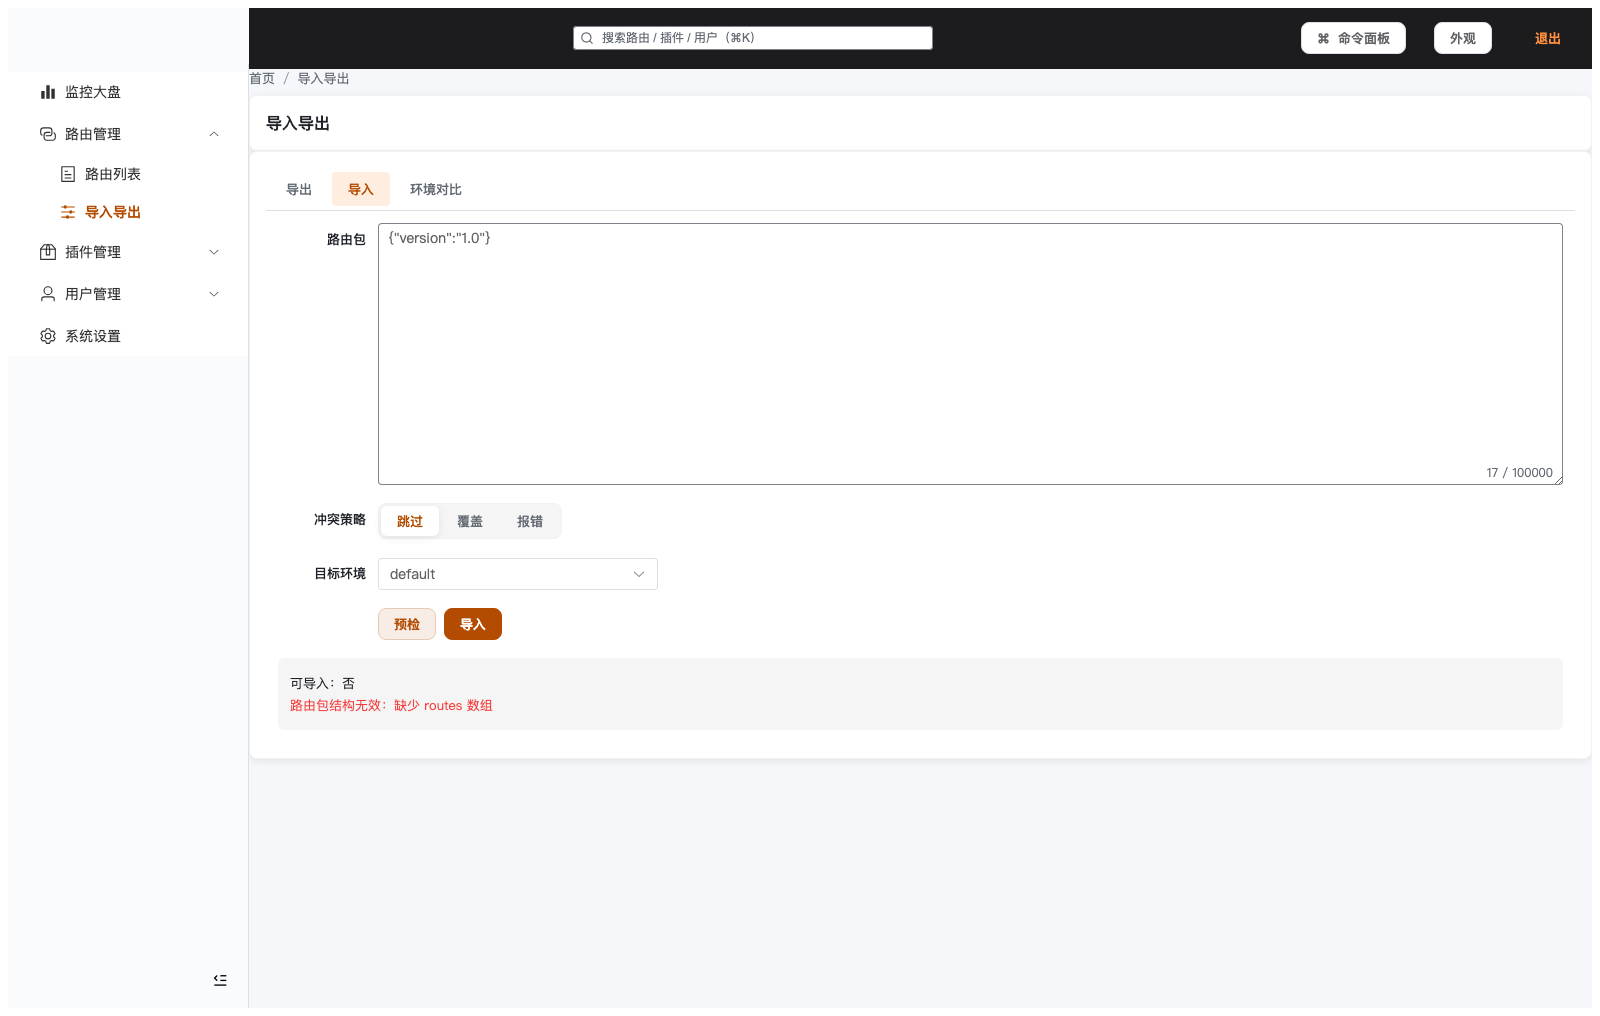 搜索路由 / 插件 / 用户（⌘K）
⌘ 命令面板
外观
退出
监控大盘
路由管理
路由列表
导入导出
插件管理
用户管理
系统设置
首页 / 导入导出
导入导出
导出
导入
环境对比
路由包
{"version":"1.0"}
17 / 100000
冲突策略
跳过
覆盖
报错
目标环境
default
预检
导入
可导入：否
路由包结构无效：缺少 routes 数组